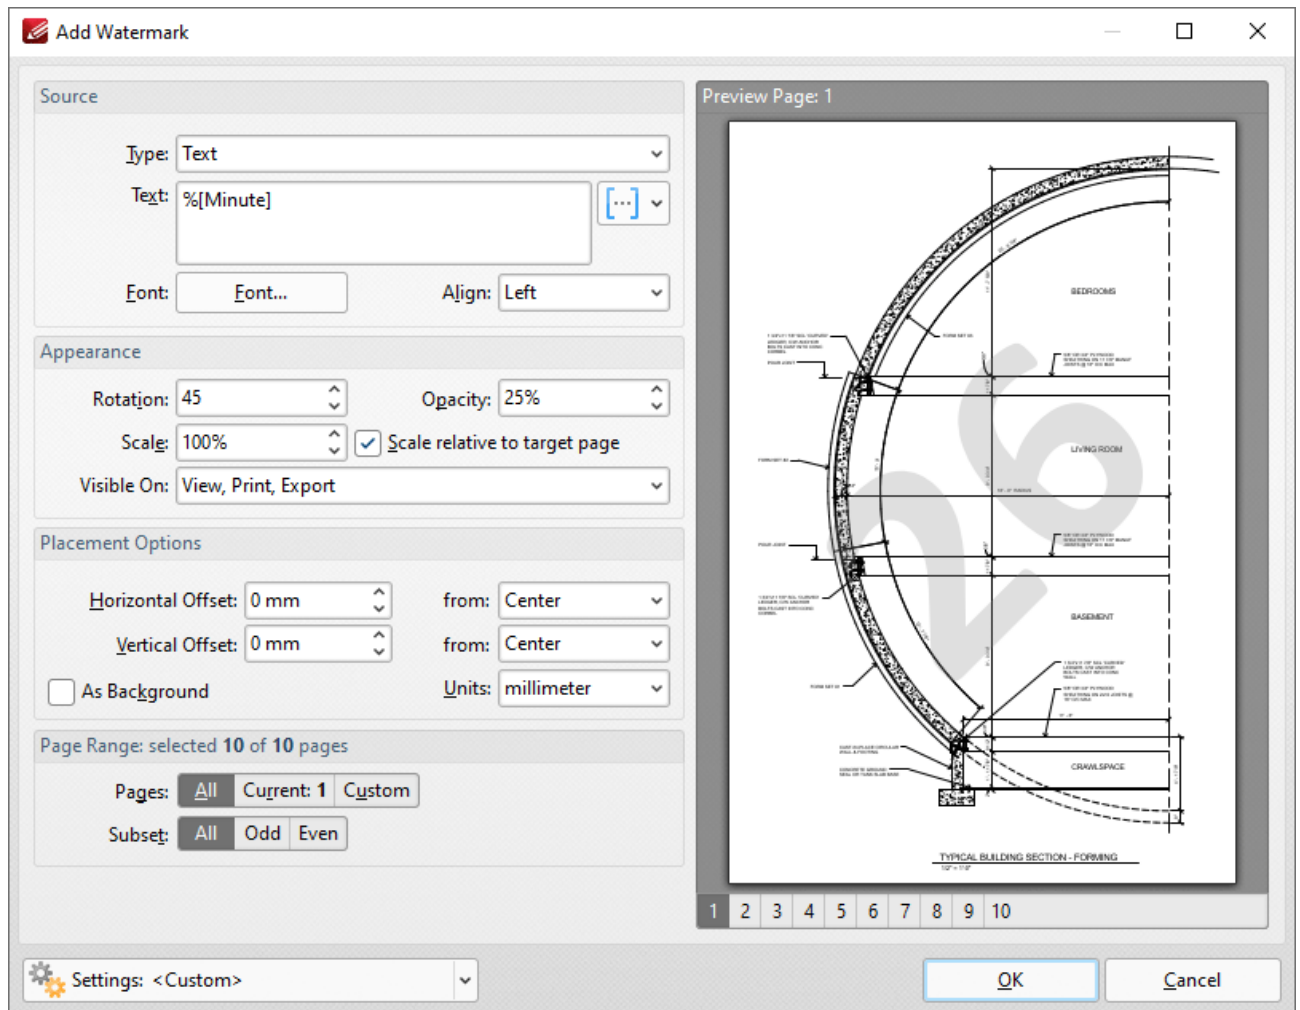 Add Watermark
Source
Type: Text
Text: %[Minute]
Font: Font... Align: Left
Appearance
Rotation: 45 Opacity: 25%
Scale: 100% Scale relative to target page
Visible On: View, Print, Export
Placement Options
Horizontal Offset: 0 mm from: Center
Vertical Offset: 0 mm from: Center
As Background Units: millimeter
Page Range: selected 10 of 10 pages
Pages: All Current: 1 Custom
Subset: All Odd Even
Preview Page: 1
BEDROOMS
LIVING ROOM
26
BASEMENT
CRAWLSPACE
TYPICAL BUILDING SECTION - FORMING
1 2 3 4 5 6 7 8 9 10
Settings: <Custom>
OK Cancel